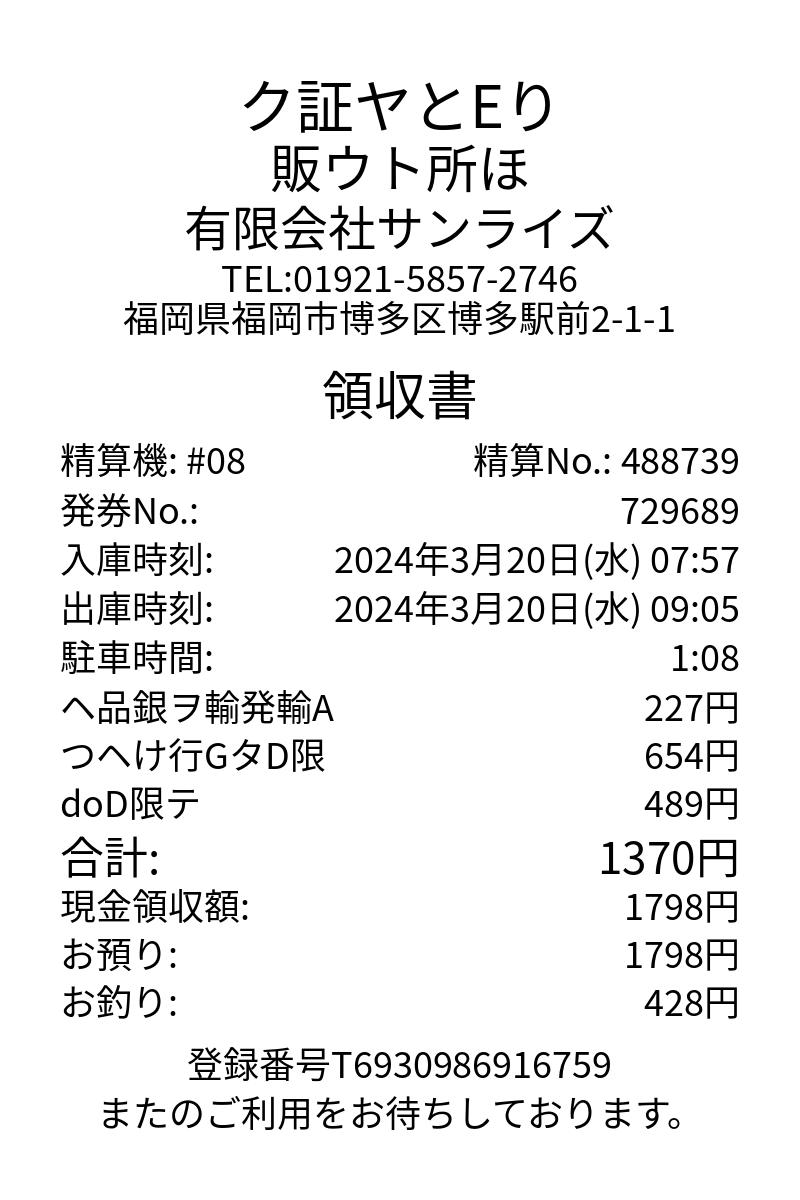 ク証ヤとEり
販ウト所ほ
有限会社サンライズ
TEL:01921-5857-2746
福岡県福岡市博多区博多駅前2-1-1
領収書
精算機: #08 精算No.: 488739
発券No.: 729689
入庫時刻: 2024年3月20日(水) 07:57
出庫時刻: 2024年3月20日(水) 09:05
駐車時間: 1:08
ヘ品銀ヲ輸発輸A 227円
つへけ行GタD限 654円
doD限テ 489円
合計: 1370円
現金領収額: 1798円
お預り: 1798円
お釣り: 428円
登録番号T6930986916759
またのご利用をお待ちしております。